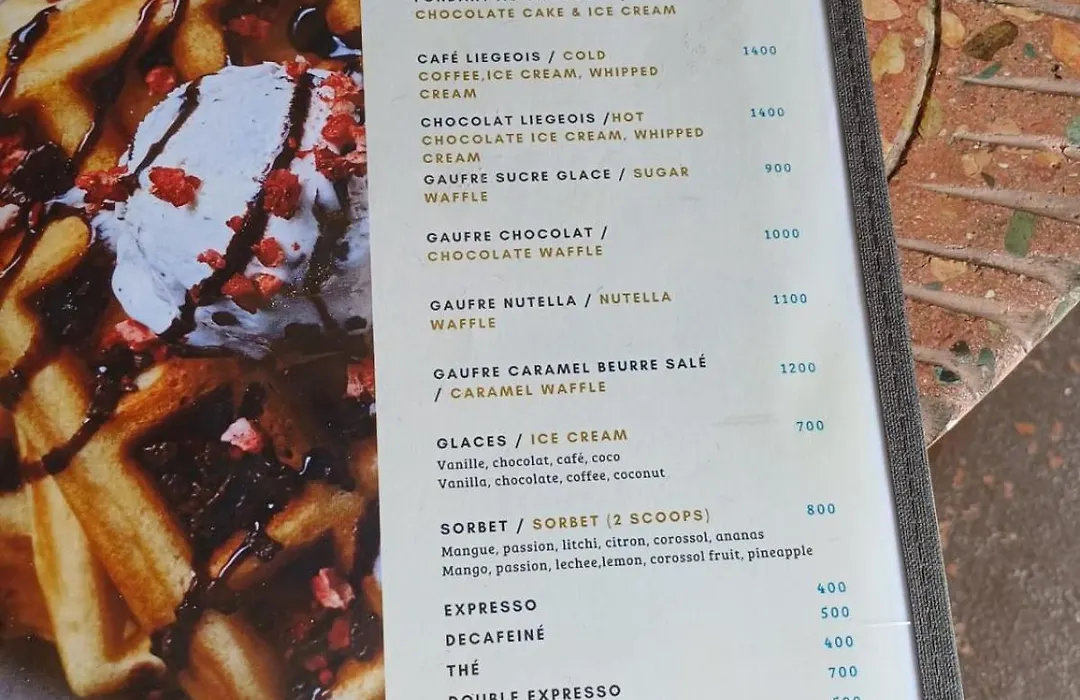 CHOCOLATE CAKE & ICE CREAM
CAFÉ LIEGEOIS / COLD 1400
COFFEE,ICE CREAM, WHIPPED
CREAM
CHOCOLAT LIEGEOIS /HOT 1400
CHOCOLATE ICE CREAM, WHIPPED
CREAM
GAUFRE SUCRE GLACE / SUGAR 900
WAFFLE
GAUFRE CHOCOLAT / 1000
CHOCOLATE WAFFLE
GAUFRE NUTELLA / NUTELLA 1100
WAFFLE
GAUFRE CARAMEL BEURRE SALÉ 1200
/ CARAMEL WAFFLE
GLACES / ICE CREAM 700
Vanille, chocolat, café, coco
Vanilla, chocolate, coffee, coconut
SORBET / SORBET (2 SCOOPS) 800
Mangue, passion, litchi, citron, corossol, ananas
Mango, passion, lechee,lemon, corossol fruit, pineapple
EXPRESSO 400
DECAFEINÉ 500
THÉ 400
DOUBLE EXPRESSO 700